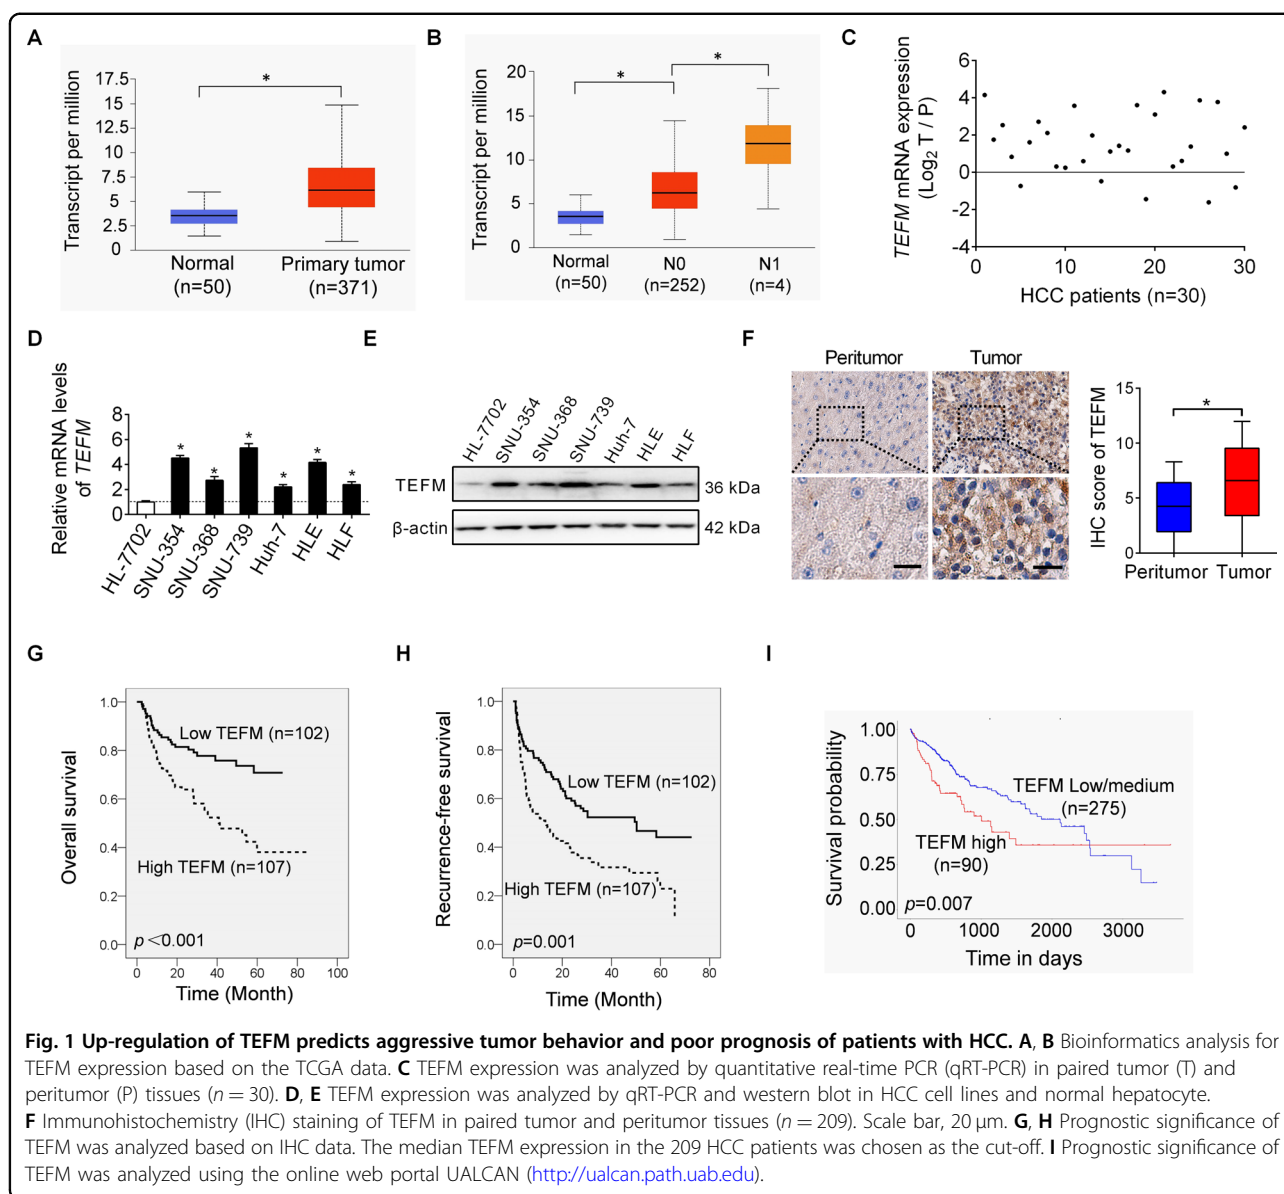 A
Transcript per million
17.5
15
12.5
10
7.5
5
2.5
0
*
Normal
(n=50)
Primary tumor
(n=371)
B
Transcript per million
20
15
10
5
0
*
*
Normal
(n=50)
N0
(n=252)
N1
(n=4)
C
TEFM mRNA expression
(Log2 T / P)
6
4
2
0
-2
-4
0
10
20
30
HCC patients (n=30)
D
Relative mRNA levels
of TEFM
8
6
4
2
0
*
*
*
*
*
*
HL-7702
SNU-354
SNU-368
SNU-739
Huh-7
HLE
HLF
E
HL-7702
SNU-354
SNU-368
SNU-739
Huh-7
HLE
HLF
TEFM
36 kDa
β-actin
42 kDa
F
Peritumor
Tumor
IHC score of TEFM
15
10
5
0
*
Peritumor
Tumor
G
Overall survival
1.0
0.8
0.6
0.4
0.2
0.0
Low TEFM (n=102)
High TEFM (n=107)
p<0.001
0
20
40
60
80
100
Time (Month)
H
Recurrence-free survival
1.0
0.8
0.6
0.4
0.2
0.0
Low TEFM (n=102)
High TEFM (n=107)
p=0.001
0
20
40
60
80
Time (Month)
I
Survival probability
1.00
0.75
0.50
0.25
0.00
TEFM Low/medium
(n=275)
TEFM high
(n=90)
p=0.007
0
1000
2000
3000
Time in days
Fig. 1 Up-regulation of TEFM predicts aggressive tumor behavior and poor prognosis of patients with HCC. A, B Bioinformatics analysis for
TEFM expression based on the TCGA data. C TEFM expression was analyzed by quantitative real-time PCR (qRT-PCR) in paired tumor (T) and
peritumor (P) tissues (n = 30). D, E TEFM expression was analyzed by qRT-PCR and western blot in HCC cell lines and normal hepatocyte.
F Immunohistochemistry (IHC) staining of TEFM in paired tumor and peritumor tissues (n = 209). Scale bar, 20 μm. G, H Prognostic significance of
TEFM was analyzed based on IHC data. The median TEFM expression in the 209 HCC patients was chosen as the cut-off. I Prognostic significance of
TEFM was analyzed using the online web portal UALCAN (http://ualcan.path.uab.edu).